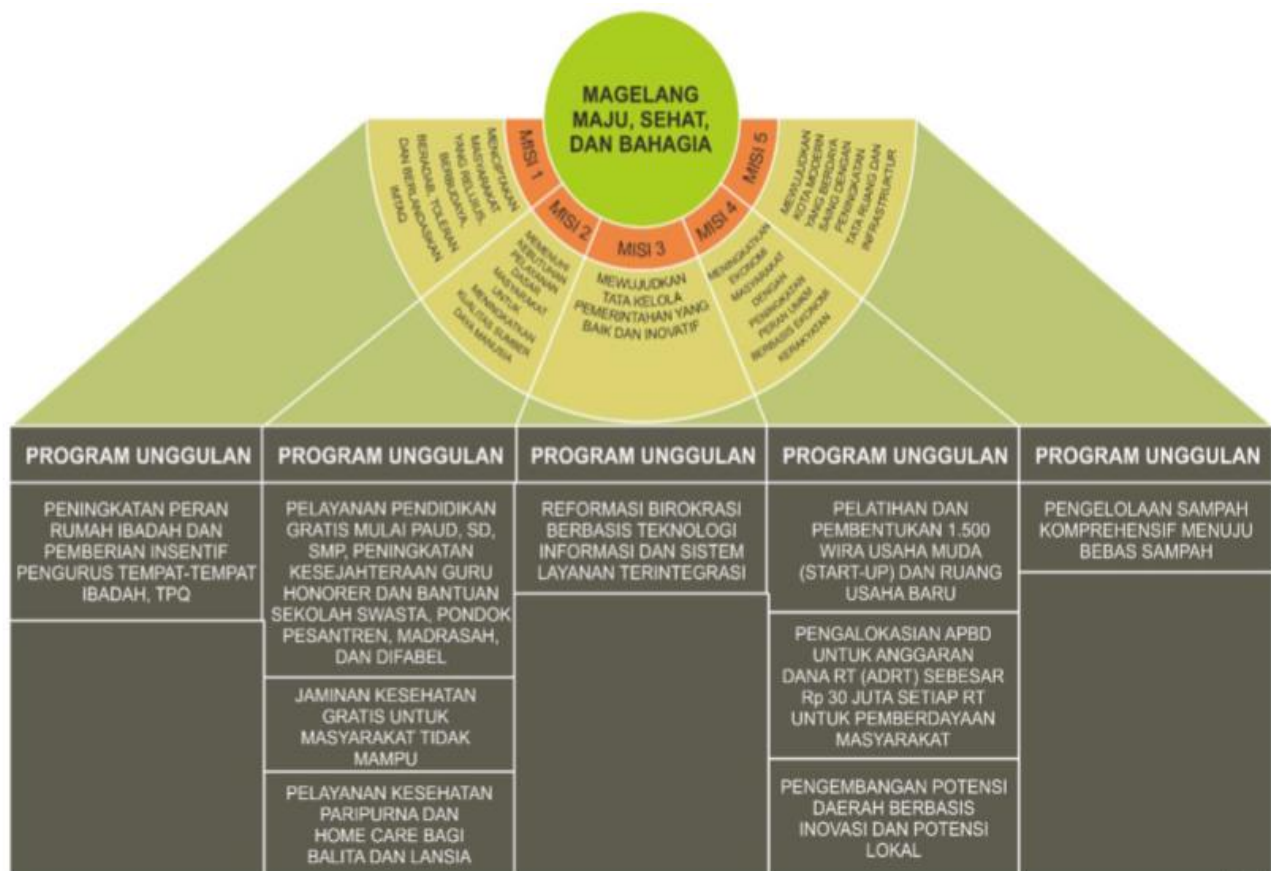 MAGELANG
MAJU, SEHAT,
DAN BAHAGIA
MISI 1
MENCIPTAKAN
MASYARAKAT
YANG RELIJIUS,
BERBUDAYA,
BERADAB, TOLERAN
DAN BERLANDASKAN
IMTAQ
MISI 2
MEMENUHI
KEBUTUHAN
PELAYANAN
DASAR
MASYARAKAT
UNTUK
MENINGKATKAN
KUALITAS SUMBER
DAYA MANUSIA
MISI 3
MEWUJUDKAN
TATA KELOLA
PEMERINTAHAN YANG
BAIK DAN INOVATIF
MISI 4
MENINGKATKAN
EKONOMI
MASYARAKAT
DENGAN
PENINGKATAN
PERAN UMKM
BERBASIS EKONOMI
KERAKYATAN
MISI 5
MEWUJUDKAN
KOTA MODERN
YANG BERDAYA
SAING DENGAN
PENINGKATAN
TATA RUANG DAN
INFRASTRUKTUR
PROGRAM UNGGULAN
PENINGKATAN PERAN
RUMAH IBADAH DAN
PEMBERIAN INSENTIF
PENGURUS TEMPAT-TEMPAT
IBADAH, TPQ
PROGRAM UNGGULAN
PELAYANAN PENDIDIKAN
GRATIS MULAI PAUD, SD,
SMP, PENINGKATAN
KESEJAHTERAAN GURU
HONORER DAN BANTUAN
SEKOLAH SWASTA, PONDOK
PESANTREN, MADRASAH,
DAN DIFABEL
JAMINAN KESEHATAN
GRATIS UNTUK
MASYARAKAT TIDAK
MAMPU
PELAYANAN KESEHATAN
PARIPURNA DAN
HOME CARE BAGI
BALITA DAN LANSIA
PROGRAM UNGGULAN
REFORMASI BIROKRASI
BERBASIS TEKNOLOGI
INFORMASI DAN SISTEM
LAYANAN TERINTEGRASI
PROGRAM UNGGULAN
PELATIHAN DAN
PEMBENTUKAN 1.500
WIRA USAHA MUDA
(START-UP) DAN RUANG
USAHA BARU
PENGALOKASIAN APBD
UNTUK ANGGARAN
DANA RT (ADRT) SEBESAR
Rp 30 JUTA SETIAP RT
UNTUK PEMBERDAYAAN
MASYARAKAT
PENGEMBANGAN POTENSI
DAERAH BERBASIS
INOVASI DAN POTENSI
LOKAL
PROGRAM UNGGULAN
PENGELOLAAN SAMPAH
KOMPREHENSIF MENUJU
BEBAS SAMPAH